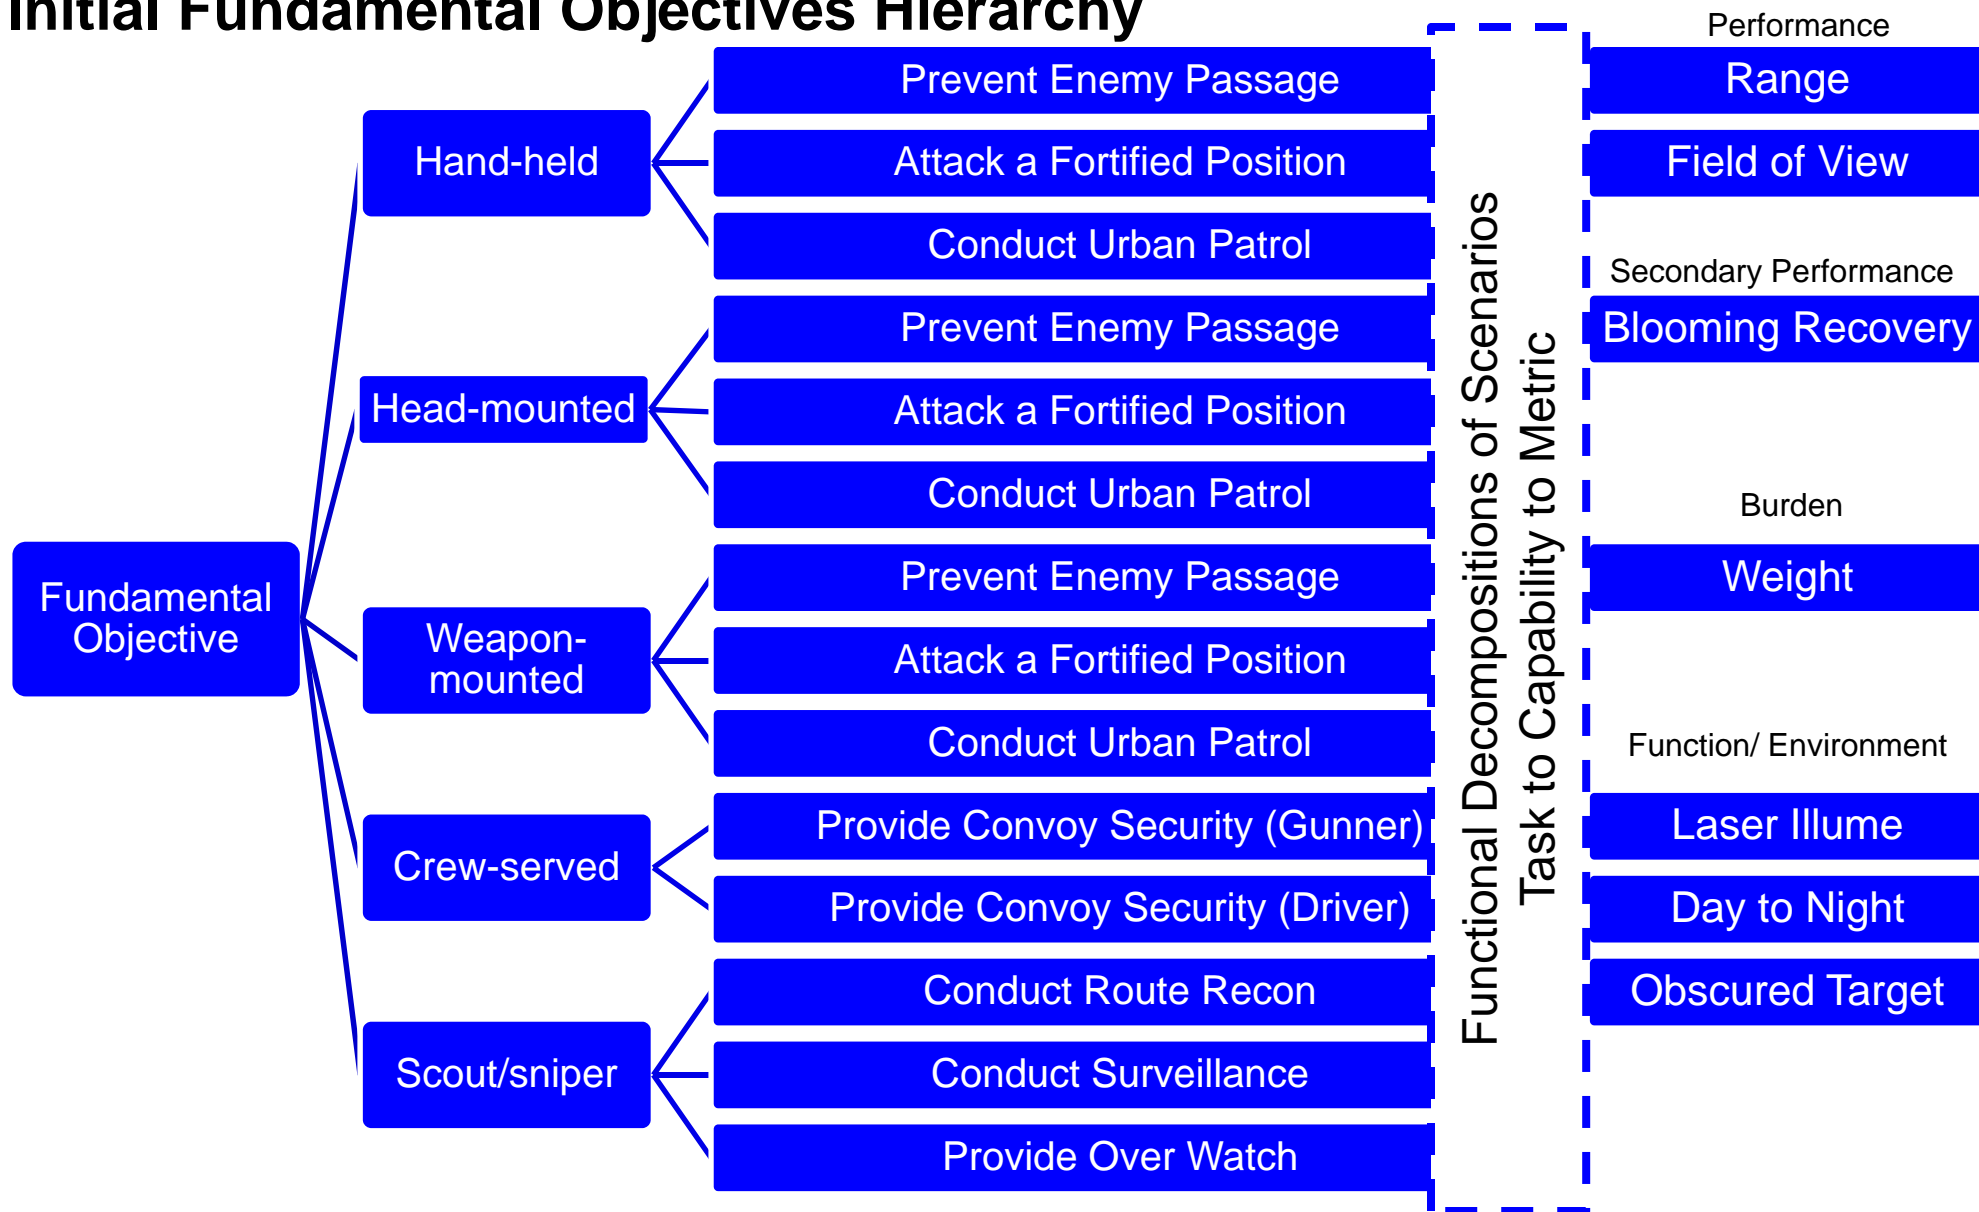 Initial Fundamental Objectives Hierarchy
Fundamental
Objective
Hand-held
Head-mounted
Weapon-
mounted
Crew-served
Scout/sniper
Prevent Enemy Passage
Attack a Fortified Position
Conduct Urban Patrol
Prevent Enemy Passage
Attack a Fortified Position
Conduct Urban Patrol
Prevent Enemy Passage
Attack a Fortified Position
Conduct Urban Patrol
Provide Convoy Security (Gunner)
Provide Convoy Security (Driver)
Conduct Route Recon
Conduct Surveillance
Provide Over Watch
Functional Decompositions of Scenarios
Task to Capability to Metric
Performance
Range
Field of View
Secondary Performance
Blooming Recovery
Burden
Weight
Function/ Environment
Laser Illume
Day to Night
Obscured Target